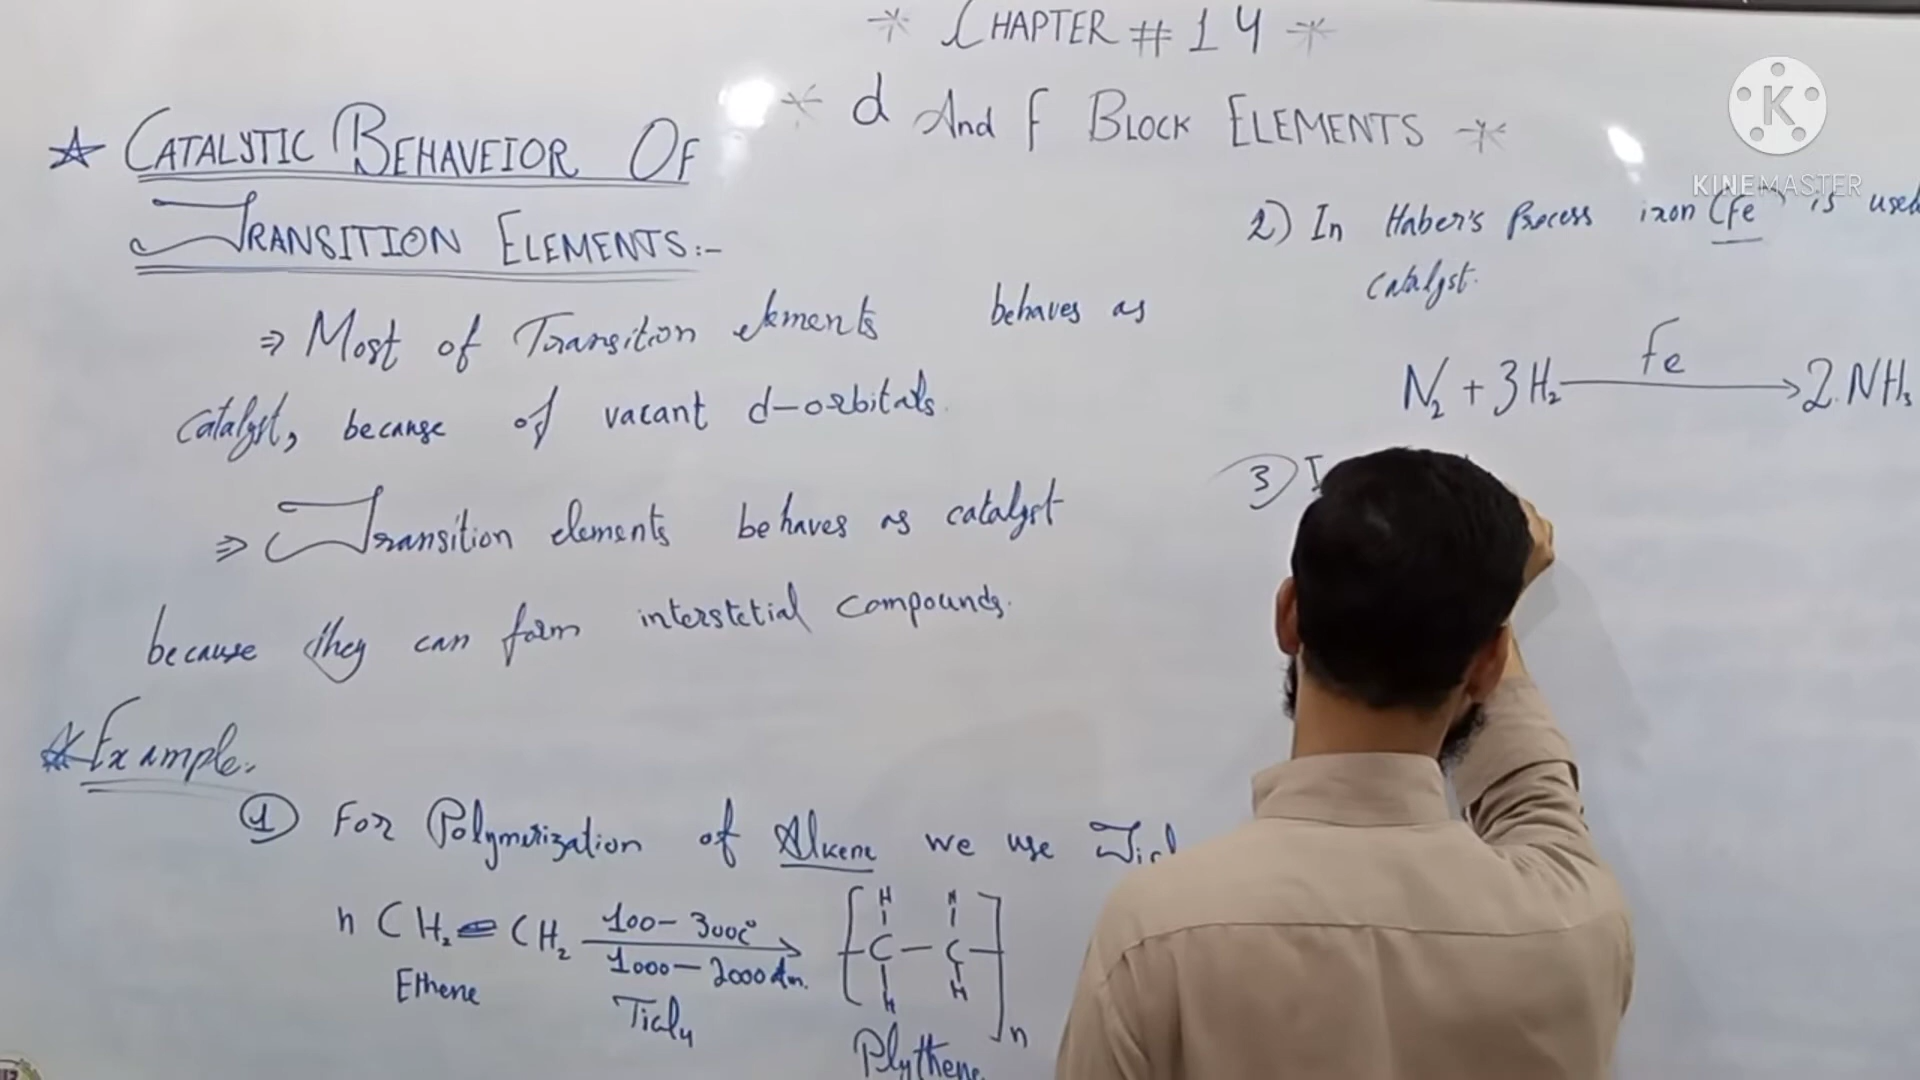 * CHAPTER # 14 *
* d And f BLOCK ELEMENTS *
KINEMASTER
☆ CATALYTIC BEHAVEIOR OF
TRANSITION ELEMENTS:-
⇒ Most of Transition elements behaves as
catalyst, because of vacant d-orbitals.
⇒ Transition elements behaves as catalyst
because they can form interstetial compounds.
Example:
① For Polymerization of Alkene we use Ticl
n CH₂=CH₂
100-300c°
1000-2000
Ticl₄
Ethene
H H
C - C
H H
n
Plythene
2) In Haber's Process iron (Fe) is used
catalyst.
N₂ + 3H₂ → 2NH₃
Fe
3) I